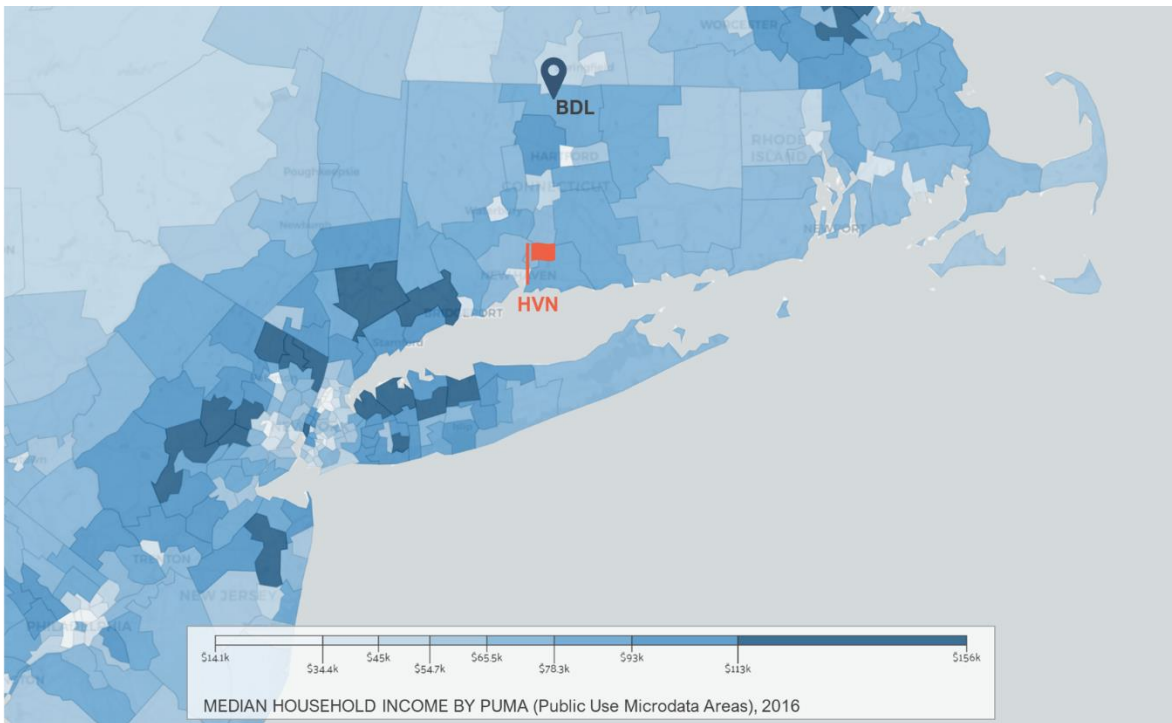 WORCESTER
BDL
HARTFORD
RHODE
ISLAND
CONNECTICUT
Poughkeepsie
Waterbury
Newburgh
NEWPORT
NEW HAVEN
HVN
BRIDGEPORT
Stamford
TRENTON
NEW JERSEY
PHILADELPHIA
$14.1k $34.4k $45k $54.7k $65.5k $78.3k $93k $113k $156k
MEDIAN HOUSEHOLD INCOME BY PUMA (Public Use Microdata Areas), 2016